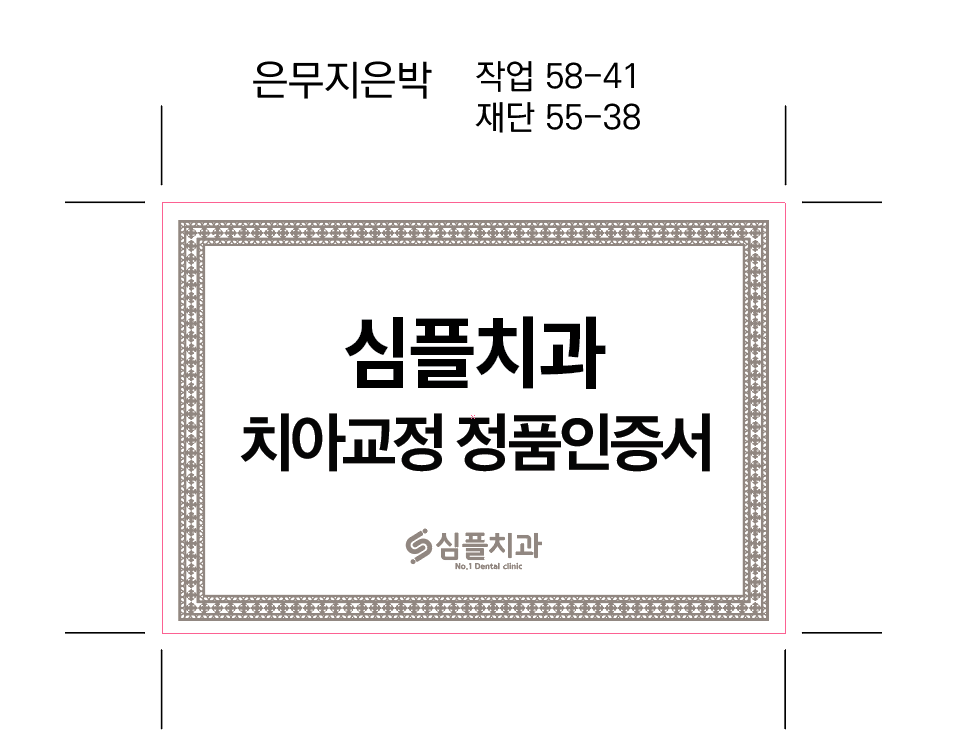 은무지은박
작업 58-41
재단 55-38
심플치과
치아교정 정품인증서
심플치과
No.1 Dental clinic